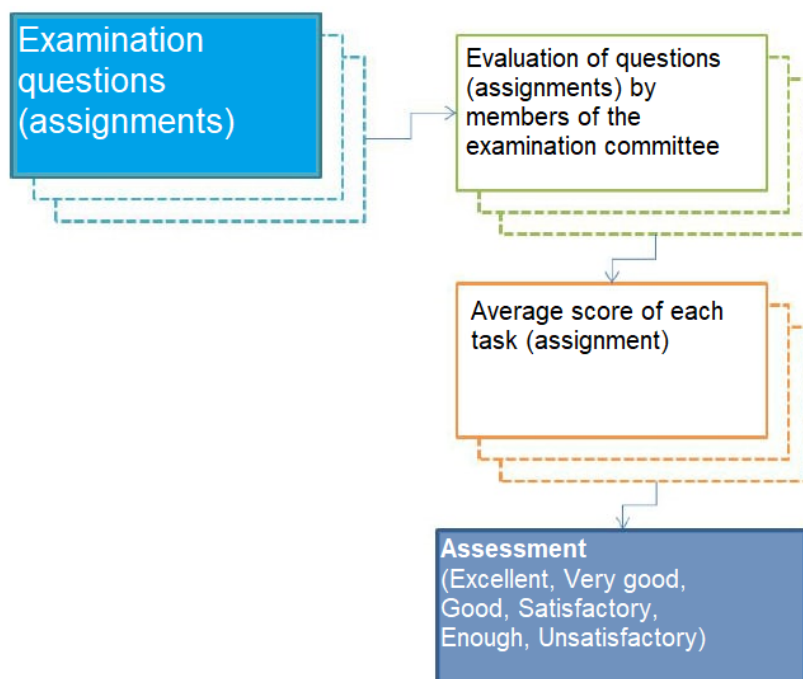 Examination
questions
(assignments)
Evaluation of questions
(assignments) by
members of the
examination committee
Average score of each
task (assignment)
Assessment
(Excellent, Very good,
Good, Satisfactory,
Enough, Unsatisfactory)